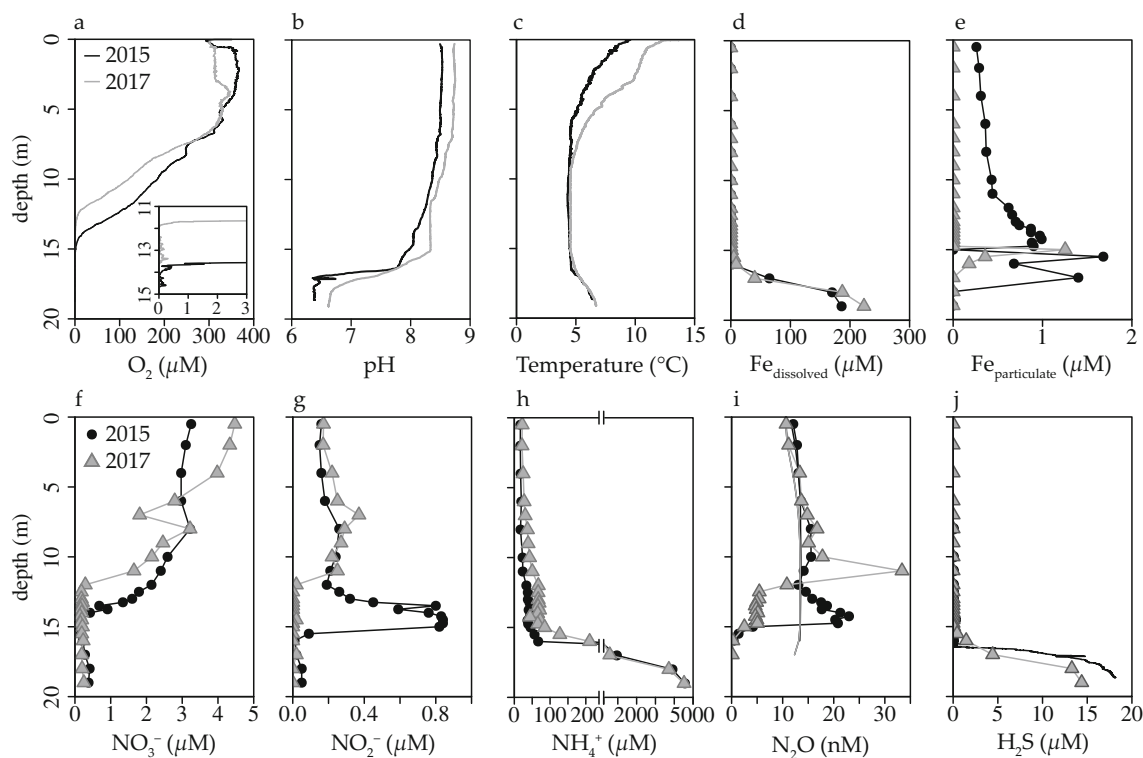 a b c d e
0 5 10 15 20
depth (m)
2015
2017
11 13 15
0 1 2 3
0 100 200 300 400
O₂ (μM)
6 7 8 9
pH
0 5 10 15
Temperature (°C)
0 100 200 300
Fe_dissolved (μM)
0 1 2
Fe_particulate (μM)
f g h i j
0 5 10 15 20
depth (m)
2015
2017
0 1 2 3 4 5
NO₃⁻ (μM)
0.0 0.4 0.8
NO₂⁻ (μM)
0 100 200 2000 5000
NH₄⁺ (μM)
0 10 20 30
N₂O (nM)
0 5 10 15 20
H₂S (μM)